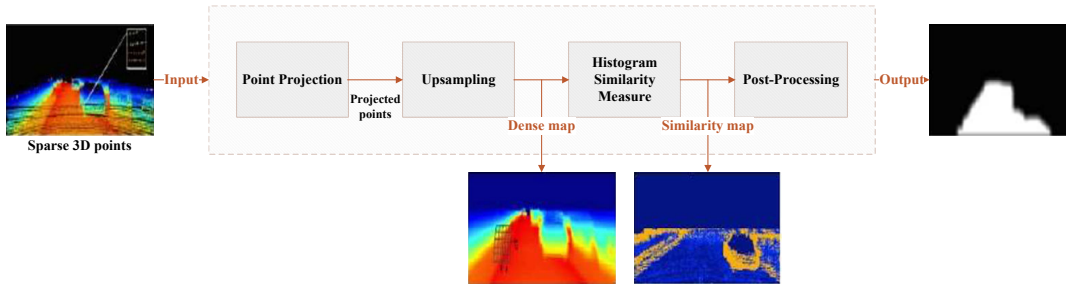 Input
Sparse 3D points
Point Projection
Projected
points
Upsampling
Dense map
Histogram
Similarity
Measure
Similarity map
Post-Processing
Output